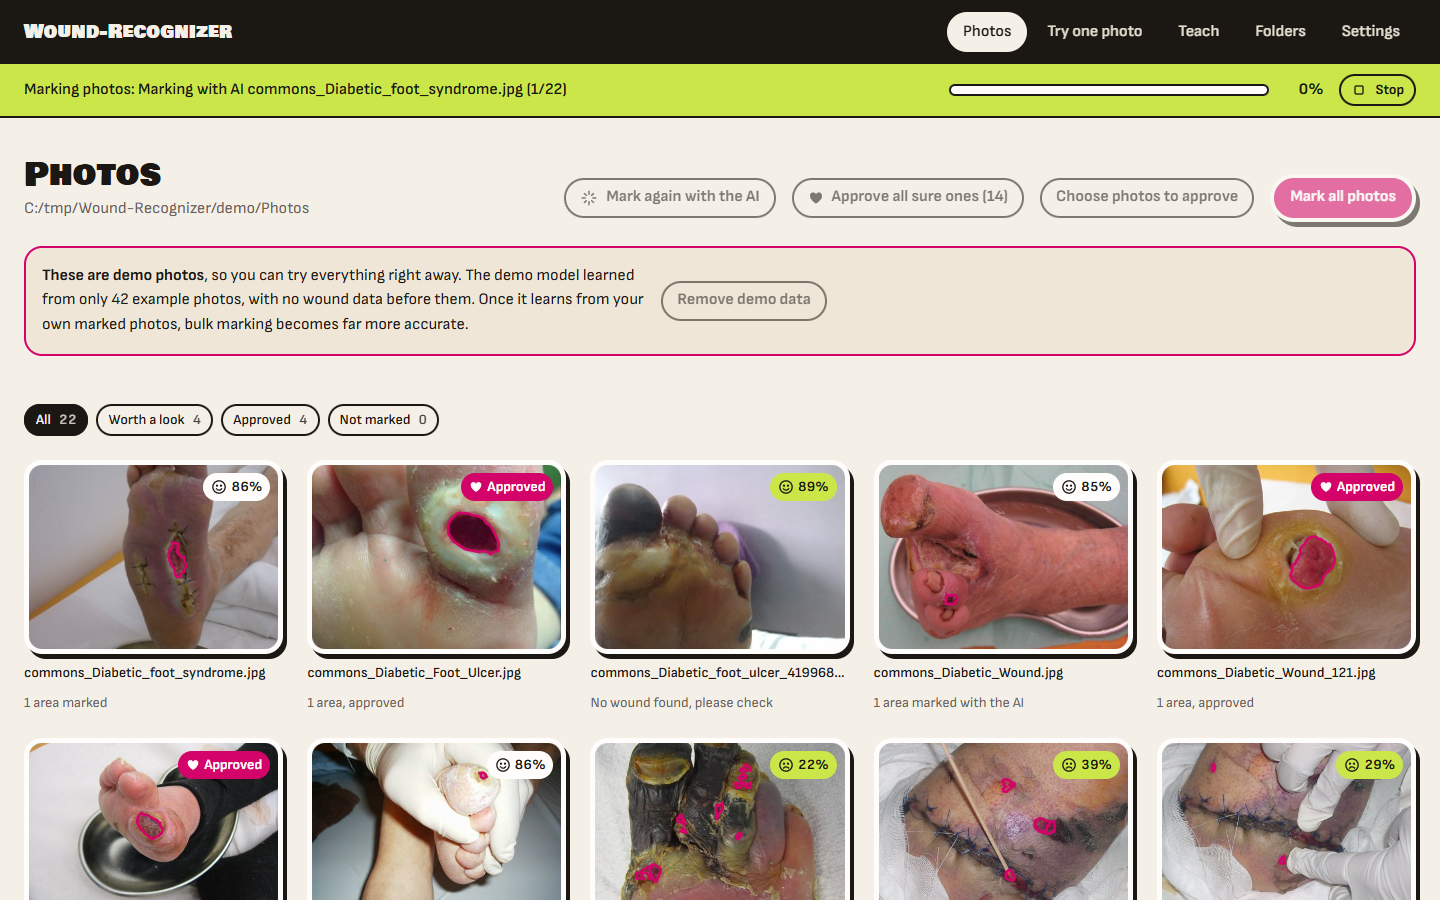 Wound-Recognizer
Photos
Try one photo
Teach
Folders
Settings
Marking photos: Marking with AI commons_Diabetic_foot_syndrome.jpg (1/22)
0%
Stop
Photos
C:/tmp/Wound-Recognizer/demo/Photos
Mark again with the AI
Approve all sure ones (14)
Choose photos to approve
Mark all photos
These are demo photos, so you can try everything right away. The demo model learned
from only 42 example photos, with no wound data before them. Once it learns from your
own marked photos, bulk marking becomes far more accurate.
Remove demo data
All 22
Worth a look 4
Approved 4
Not marked 0
86%
Approved
89%
85%
Approved
commons_Diabetic_foot_syndrome.jpg
commons_Diabetic_Foot_Ulcer.jpg
commons_Diabetic_foot_ulcer_419968...
commons_Diabetic_Wound.jpg
commons_Diabetic_Wound_121.jpg
1 area marked
1 area, approved
No wound found, please check
1 area marked with the AI
1 area, approved
Approved
86%
22%
39%
29%